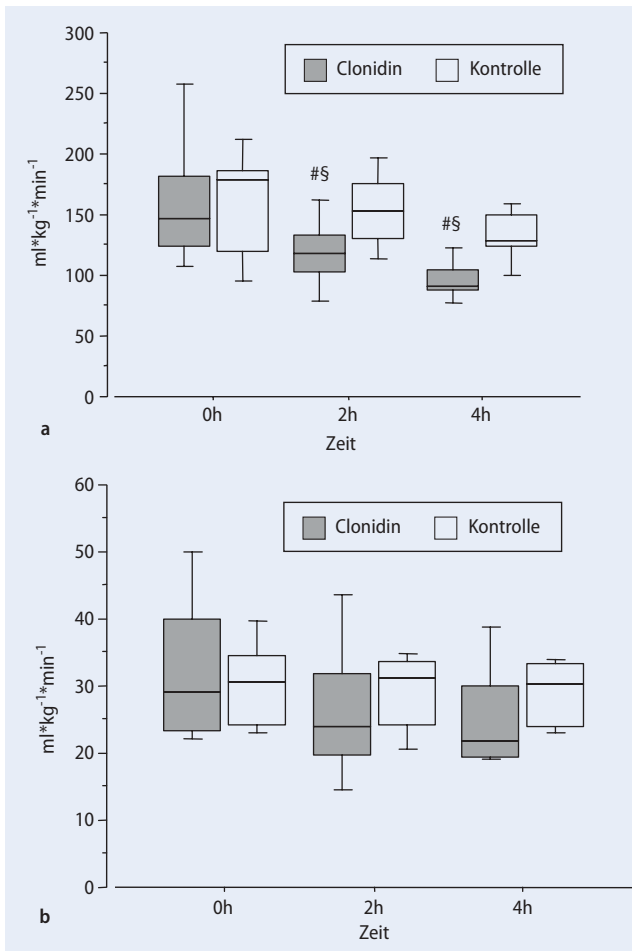 300
Clonidin Kontrolle
250
200
#§
#§
150
100
50
0
ml*kg⁻¹*min⁻¹
0h 2h 4h
a
Zeit
60
Clonidin Kontrolle
50
40
30
20
10
0
ml*kg⁻¹*min⁻¹
0h 2h 4h
b
Zeit